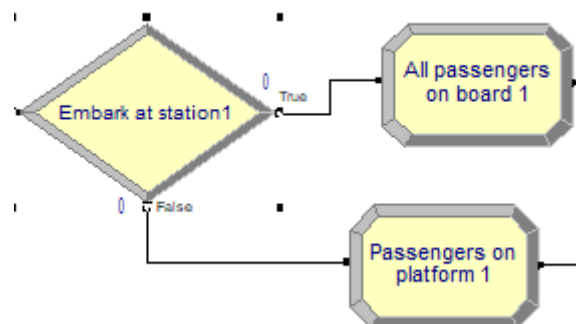 0
True
Embark at station1
All passengers
on board 1
0
False
Passengers on
platform 1